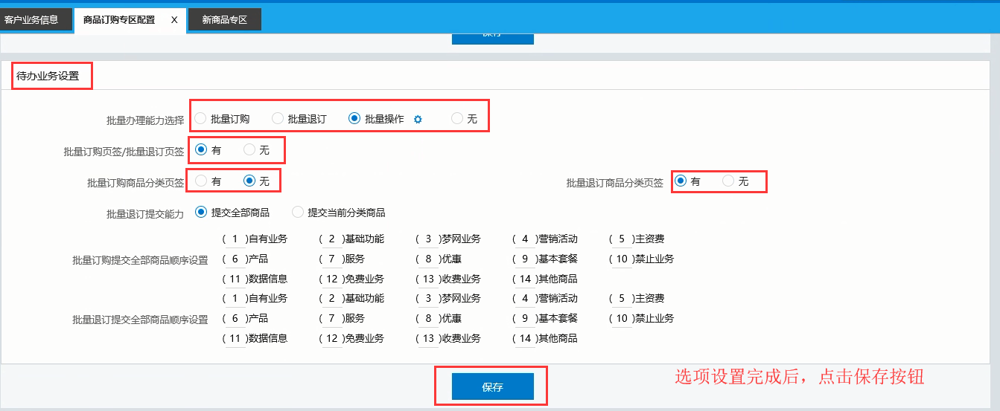 客户业务信息 商品订购专区配置 X 新商品专区
保存
待办业务设置
批量办理能力选择 批量订购 批量退订 批量操作 无
批量订购页签/批量退订页签 有 无
批量订购商品分类页签 有 无 批量退订商品分类页签 有 无
批量退订提交能力 提交全部商品 提交当前分类商品
( 1 )自有业务 ( 2 )基础功能 ( 3 )梦网业务 ( 4 )营销活动 ( 5 )主资费
批量订购提交全部商品顺序设置 ( 6 )产品 ( 7 )服务 ( 8 )优惠 ( 9 )基本套餐 ( 10 )禁止业务
( 11 )数据信息 ( 12 )免费业务 ( 13 )收费业务 ( 14 )其他商品
( 1 )自有业务 ( 2 )基础功能 ( 3 )梦网业务 ( 4 )营销活动 ( 5 )主资费
批量退订提交全部商品顺序设置 ( 6 )产品 ( 7 )服务 ( 8 )优惠 ( 9 )基本套餐 ( 10 )禁止业务
( 11 )数据信息 ( 12 )免费业务 ( 13 )收费业务 ( 14 )其他商品
选项设置完成后，点击保存按钮
保存